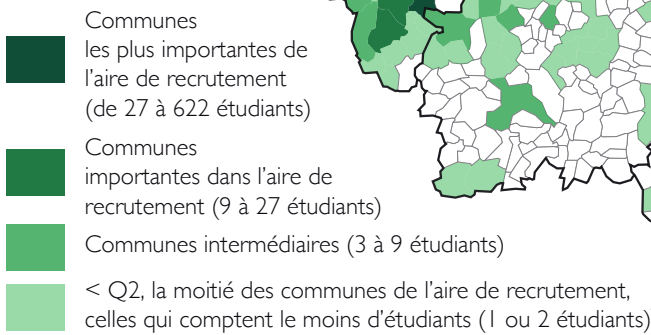 Communes
les plus importantes de
l'aire de recrutement
(de 27 à 622 étudiants)
Communes
importantes dans l'aire de
recrutement (9 à 27 étudiants)
Communes intermédiaires (3 à 9 étudiants)
< Q2, la moitié des communes de l'aire de recrutement,
celles qui comptent le moins d'étudiants (1 ou 2 étudiants)